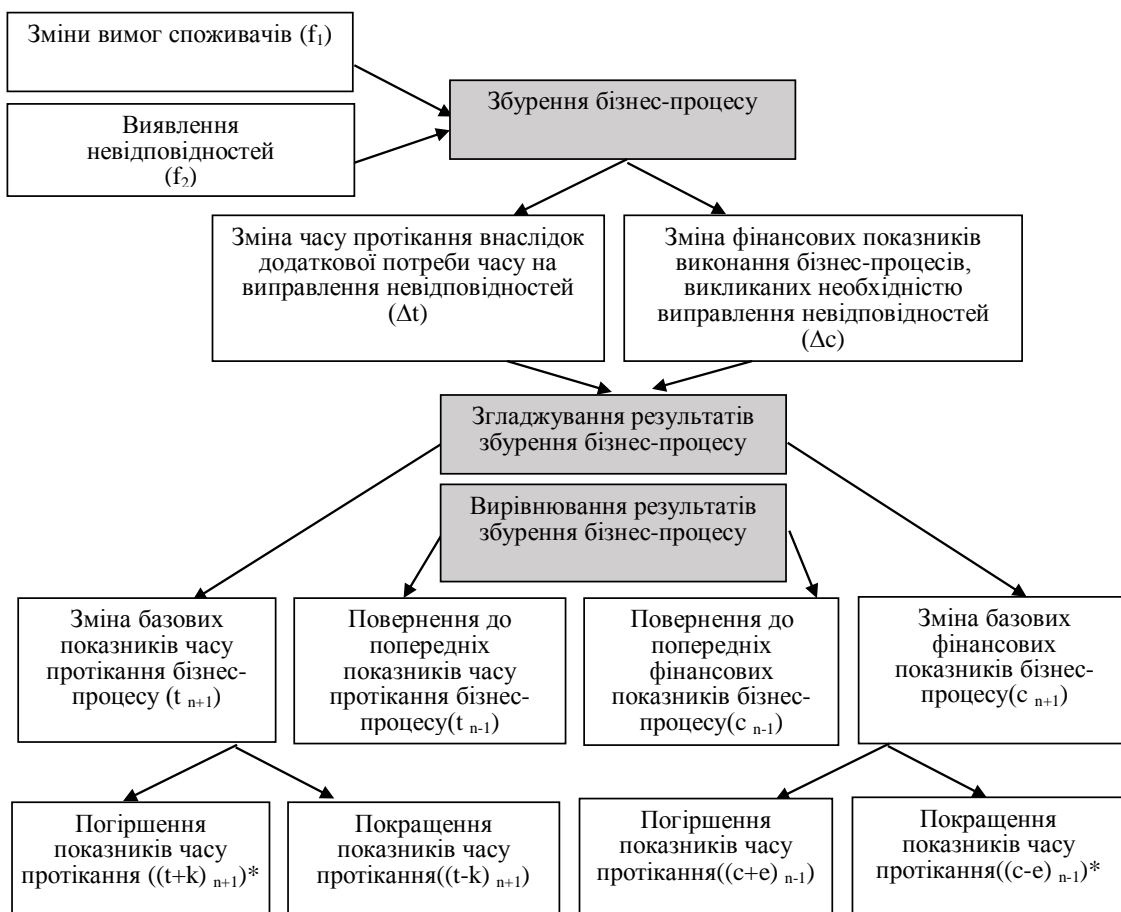 Зміни вимог споживачів (f1)
Виявлення
невідповідностей
(f2)
Збурення бізнес-процесу
Зміна часу протікання внаслідок
додаткової потреби часу на
виправлення невідповідностей
(Δt)
Зміна фінансових показників
виконання бізнес-процесів,
викликаних необхідністю
виправлення невідповідностей
(Δc)
Згладжування результатів
збурення бізнес-процесу
Вирівнювання результатів
збурення бізнес-процесу
Зміна базових
показників часу
протікання бізнес-
процесу (t n+1)
Повернення до
попередніх
показників часу
протікання бізнес-
процесу(t n-1)
Повернення до
попередніх
фінансових
показників бізнес-
процесу(c n-1)
Зміна базових
фінансових
показників бізнес-
процесу(c n+1)
Погіршення
показників часу
протікання ((t+k) n+1)*
Покращення
показників часу
протікання((t-k) n+1)
Погіршення
показників часу
протікання((c+e) n-1)
Покращення
показників часу
протікання((c-e) n-1)*